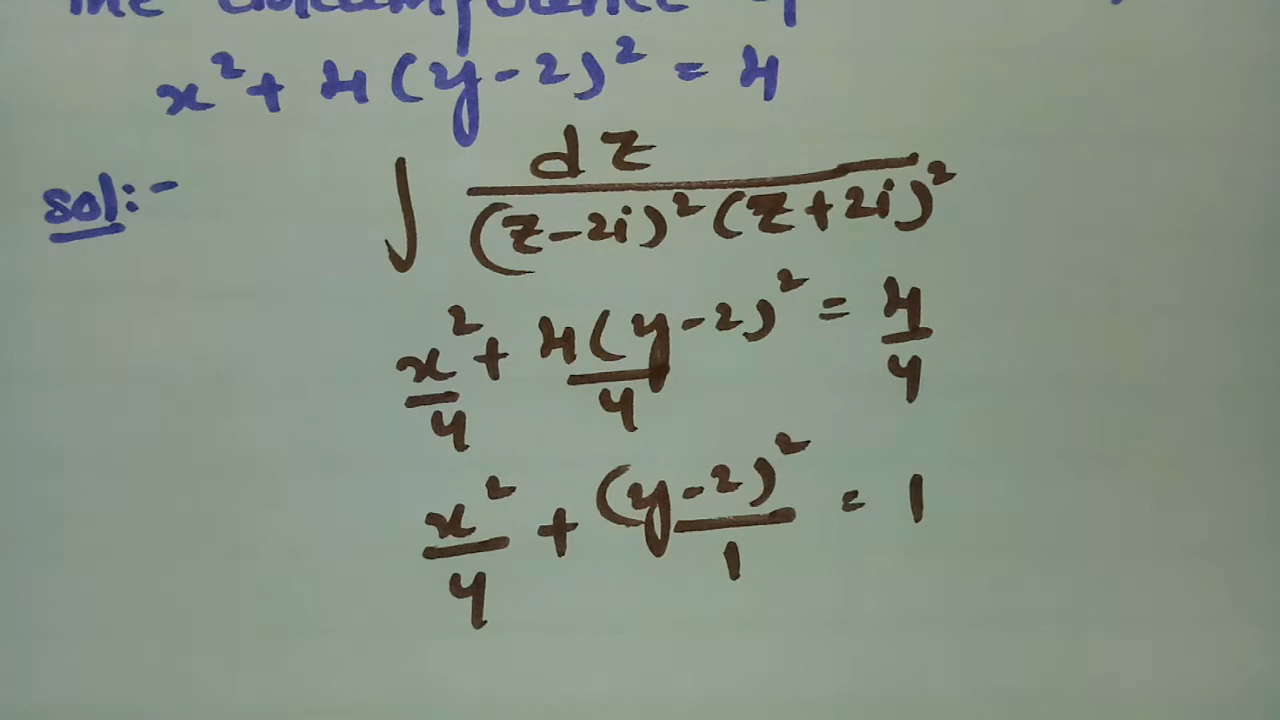 x² + 4(y-2)² = 4
sol:-
∫ dz / (z-2i)² (z+2i)²
x²/4 + 4(y-2)²/4 = 4/4
x²/4 + (y-2)²/1 = 1